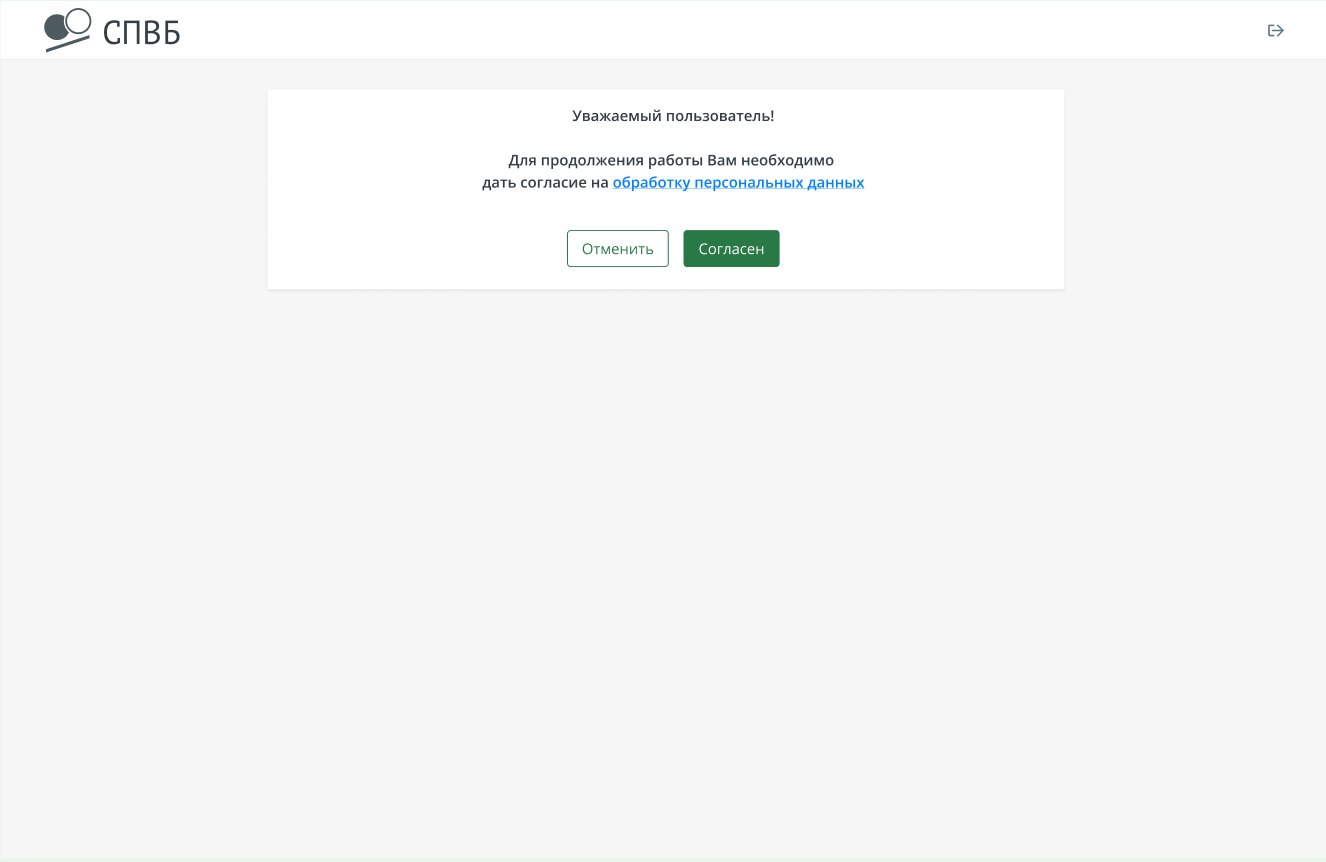 СПВБ
Уважаемый пользователь!
Для продолжения работы Вам необходимо
дать согласие на обработку персональных данных
Отменить
Согласен